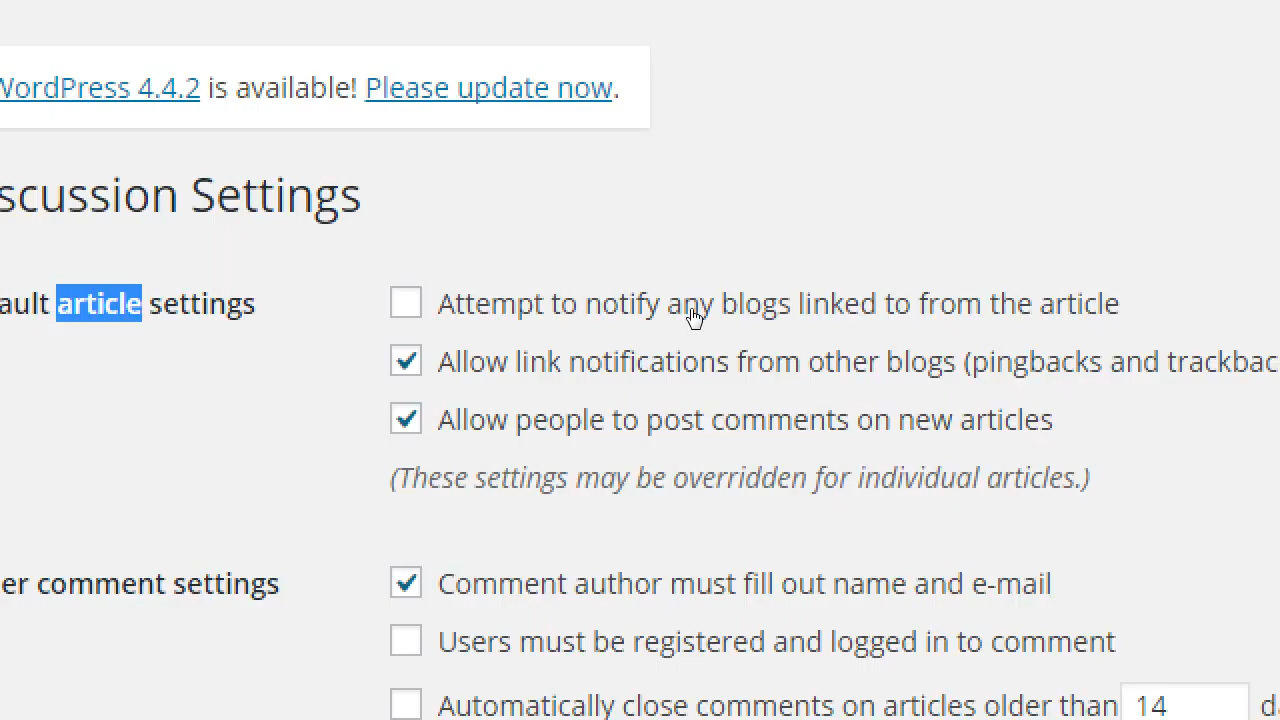 WordPress 4.4.2 is available! Please update now.
scussion Settings
ault article settings
Attempt to notify any blogs linked to from the article
Allow link notifications from other blogs (pingbacks and trackbac
Allow people to post comments on new articles
(These settings may be overridden for individual articles.)
er comment settings
Comment author must fill out name and e-mail
Users must be registered and logged in to comment
Automatically close comments on articles older than 14 d